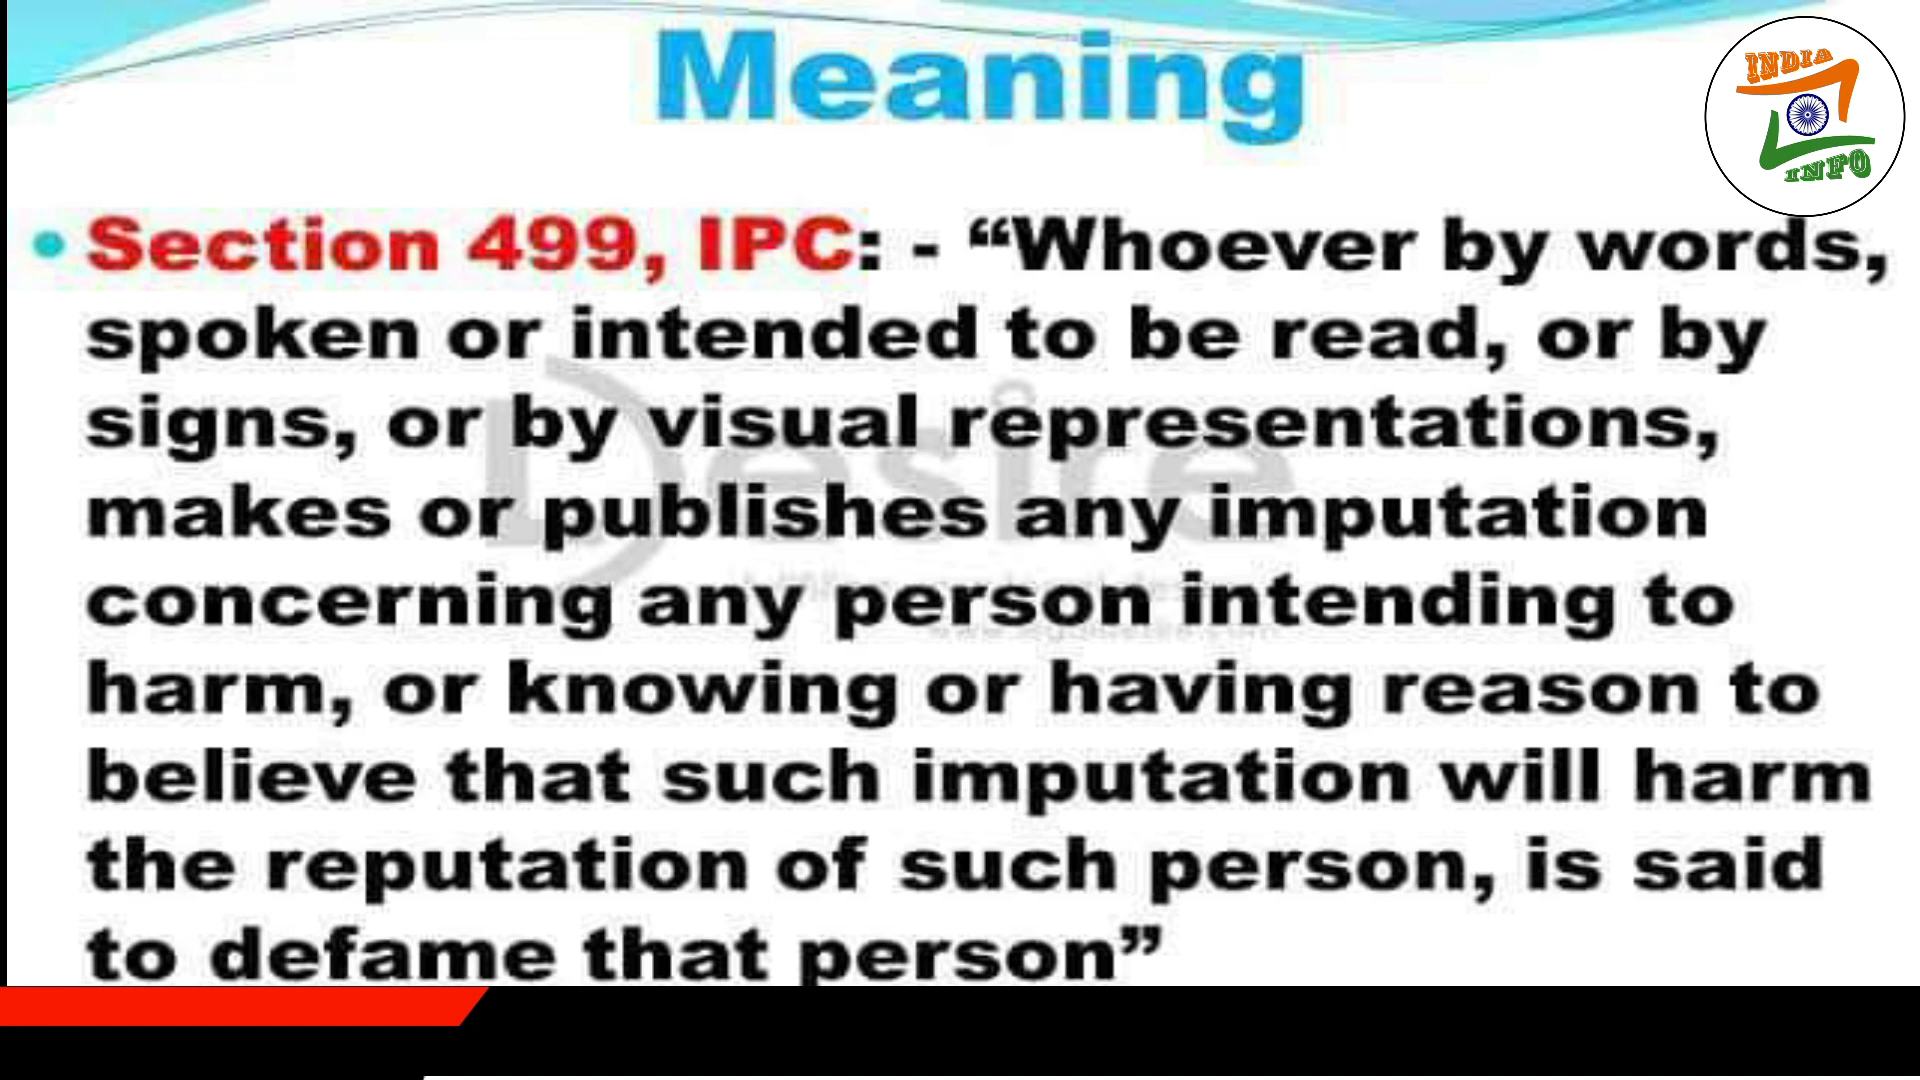 Meaning
INDIA
INFO
• Section 499, IPC: - “Whoever by words,
spoken or intended to be read, or by
signs, or by visual representations,
makes or publishes any imputation
concerning any person intending to
harm, or knowing or having reason to
believe that such imputation will harm
the reputation of such person, is said
to defame that person”
Desire